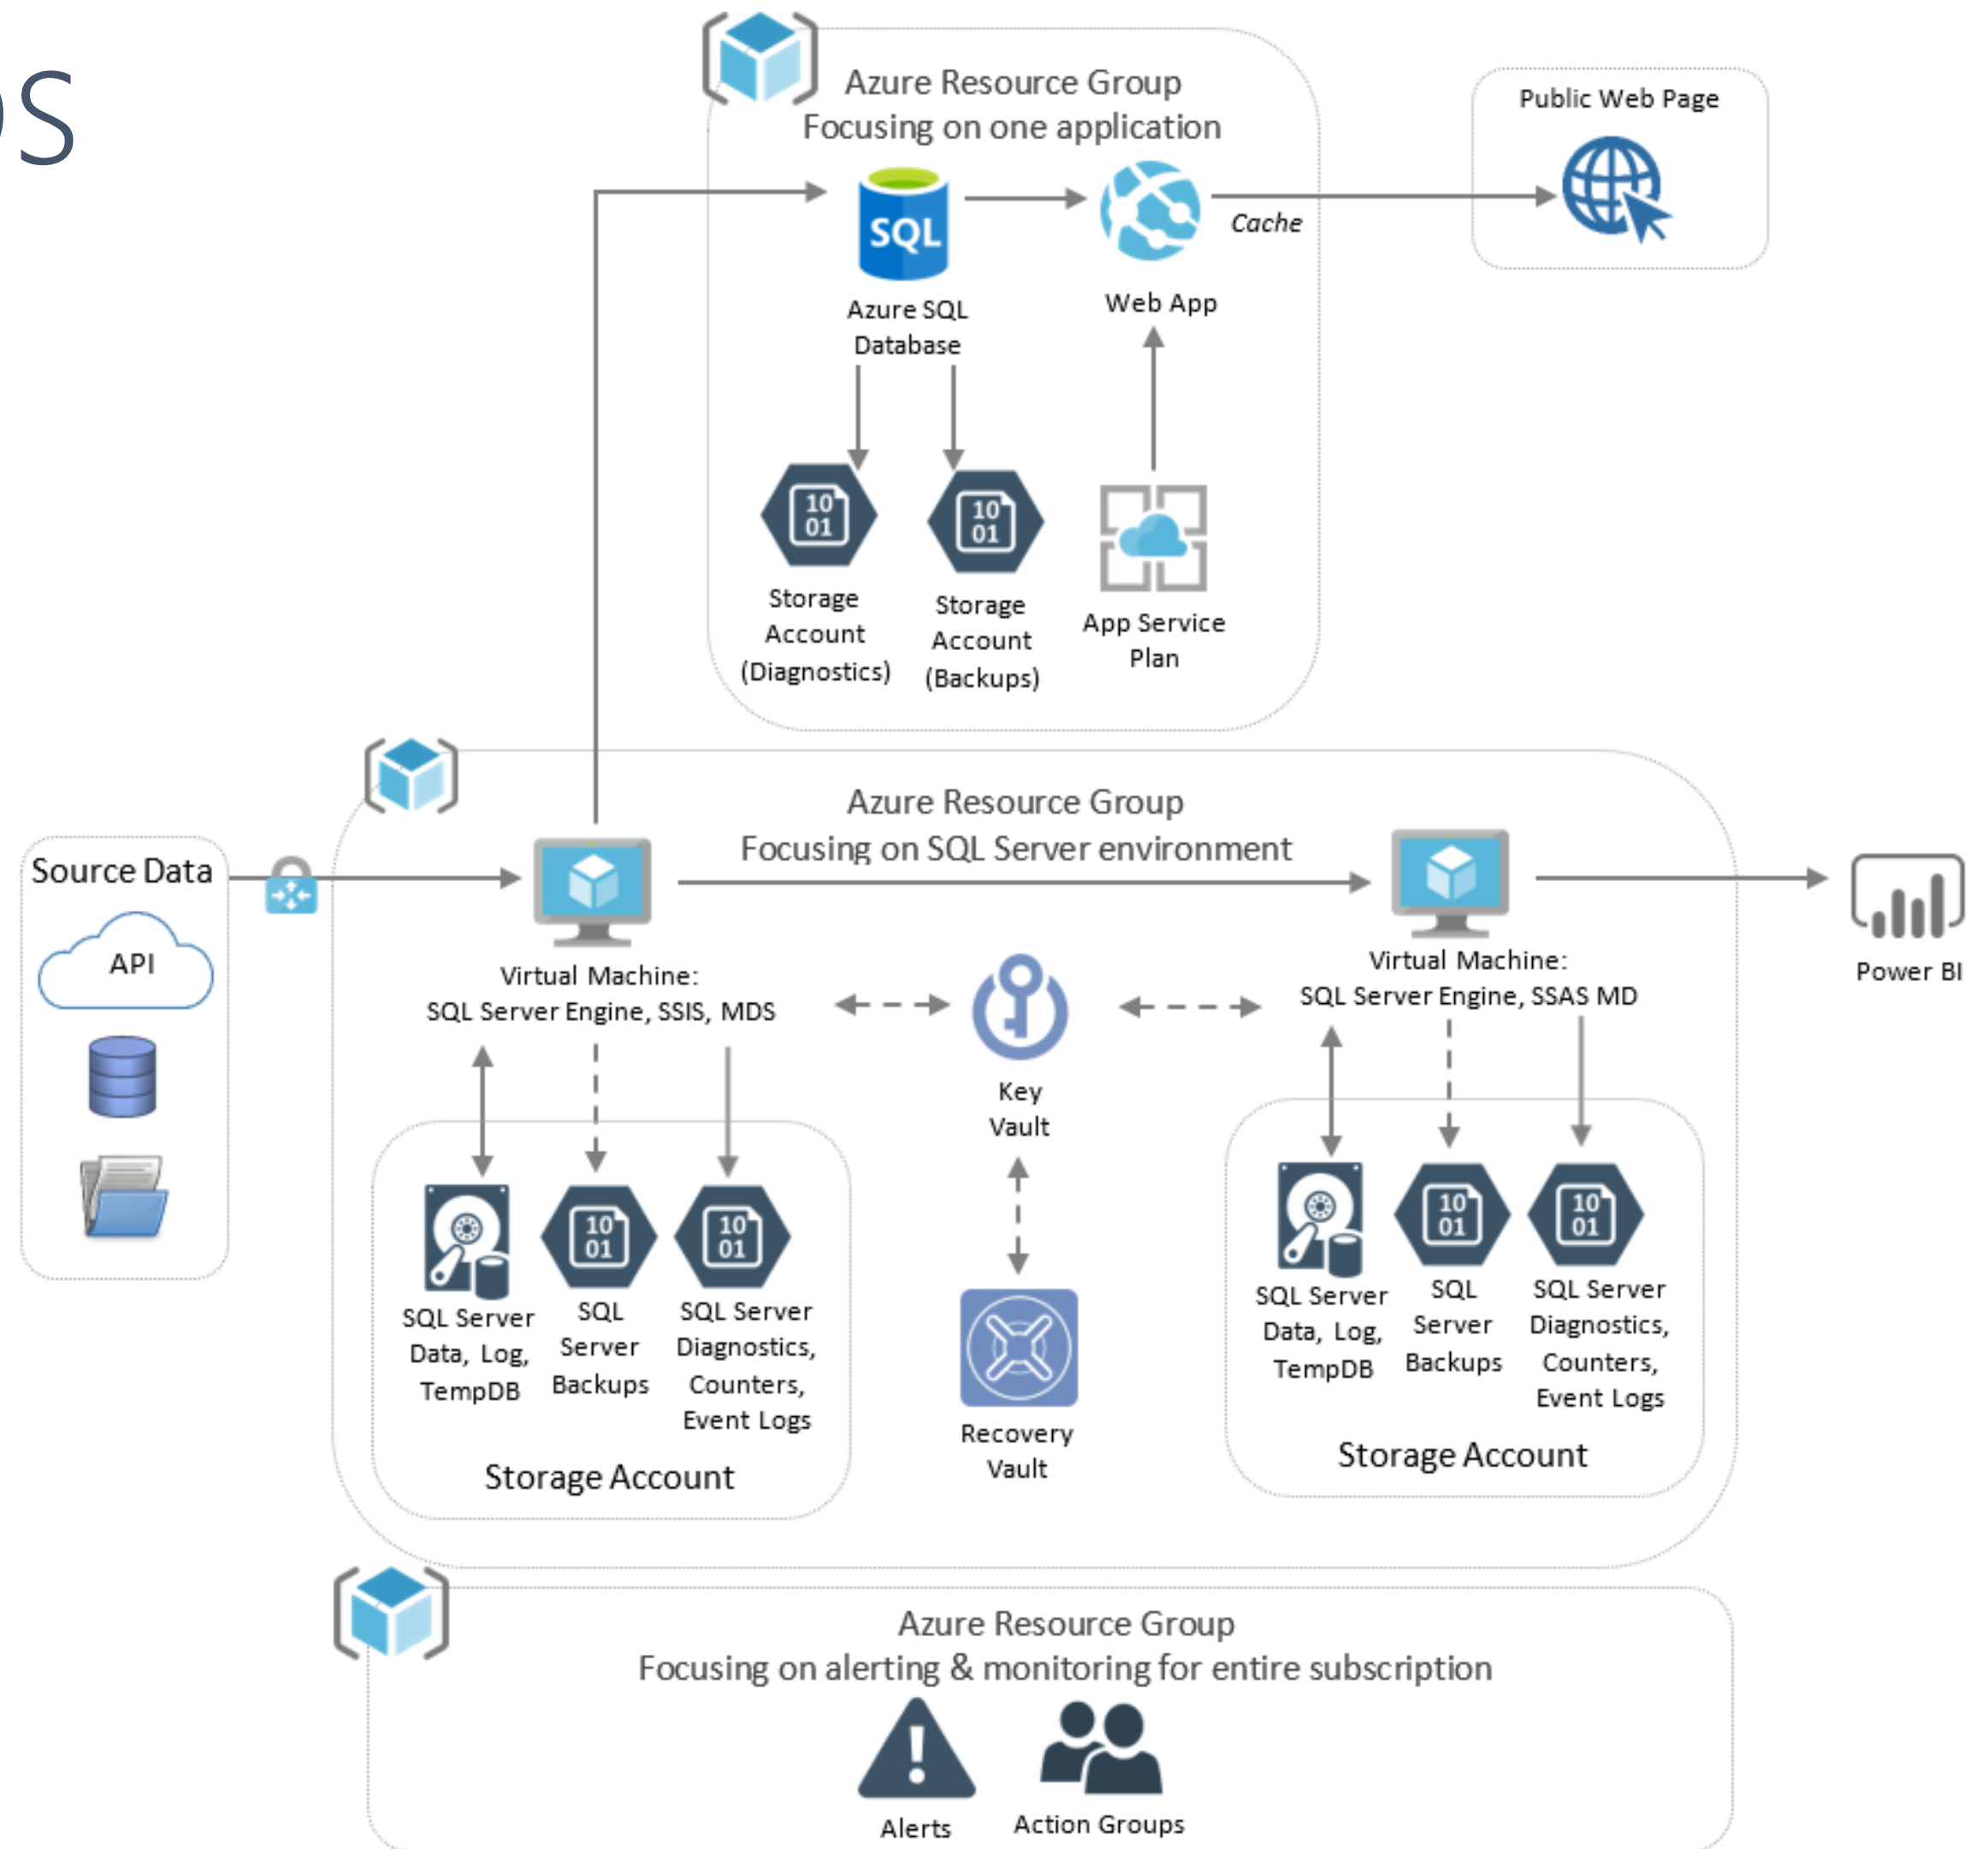 Azure Resource Group
Focusing on one application
Public Web Page
SQL
Cache
Azure SQL
Database
Web App
10
01
10
01
Storage
Account
(Diagnostics)
Storage
Account
(Backups)
App Service
Plan
Azure Resource Group
Focusing on SQL Server environment
Source Data
API
Virtual Machine:
SQL Server Engine, SSIS, MDS
Key
Vault
Virtual Machine:
SQL Server Engine, SSAS MD
Power BI
10
01
10
01
SQL Server
Data, Log,
TempDB
SQL
Server
Backups
SQL Server
Diagnostics,
Counters,
Event Logs
Storage Account
Recovery
Vault
10
01
10
01
SQL Server
Data, Log,
TempDB
SQL
Server
Backups
SQL Server
Diagnostics,
Counters,
Event Logs
Storage Account
Azure Resource Group
Focusing on alerting & monitoring for entire subscription
Alerts
Action Groups